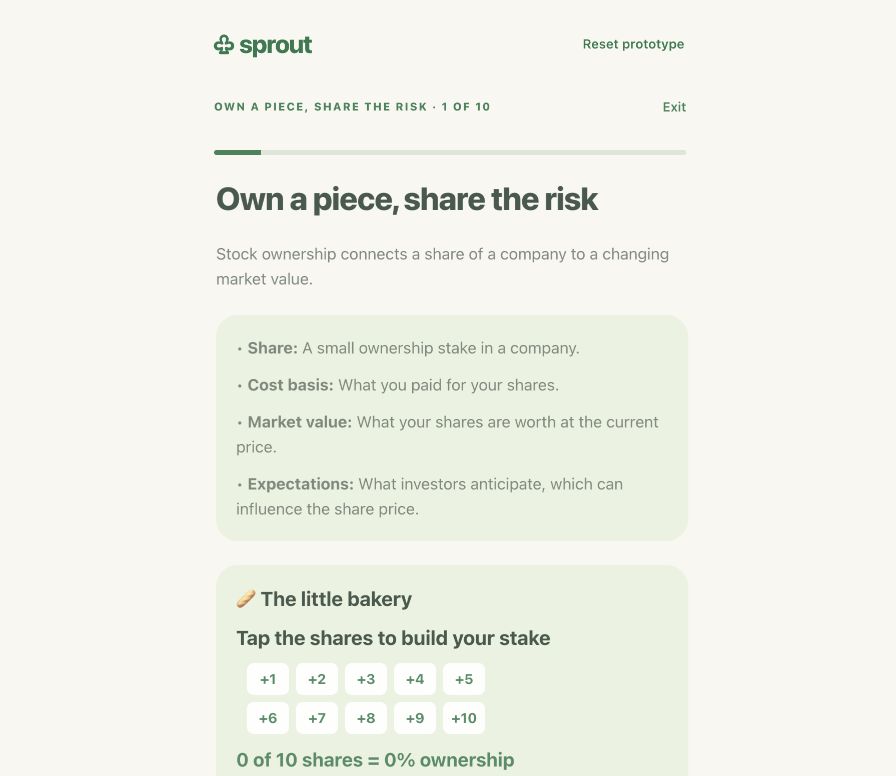 sprout
Reset prototype
OWN A PIECE, SHARE THE RISK · 1 OF 10
Exit
Own a piece, share the risk
Stock ownership connects a share of a company to a changing
market value.
• Share: A small ownership stake in a company.
• Cost basis: What you paid for your shares.
• Market value: What your shares are worth at the current
price.
• Expectations: What investors anticipate, which can
influence the share price.
🥖 The little bakery
Tap the shares to build your stake
+1 +2 +3 +4 +5
+6 +7 +8 +9 +10
0 of 10 shares = 0% ownership